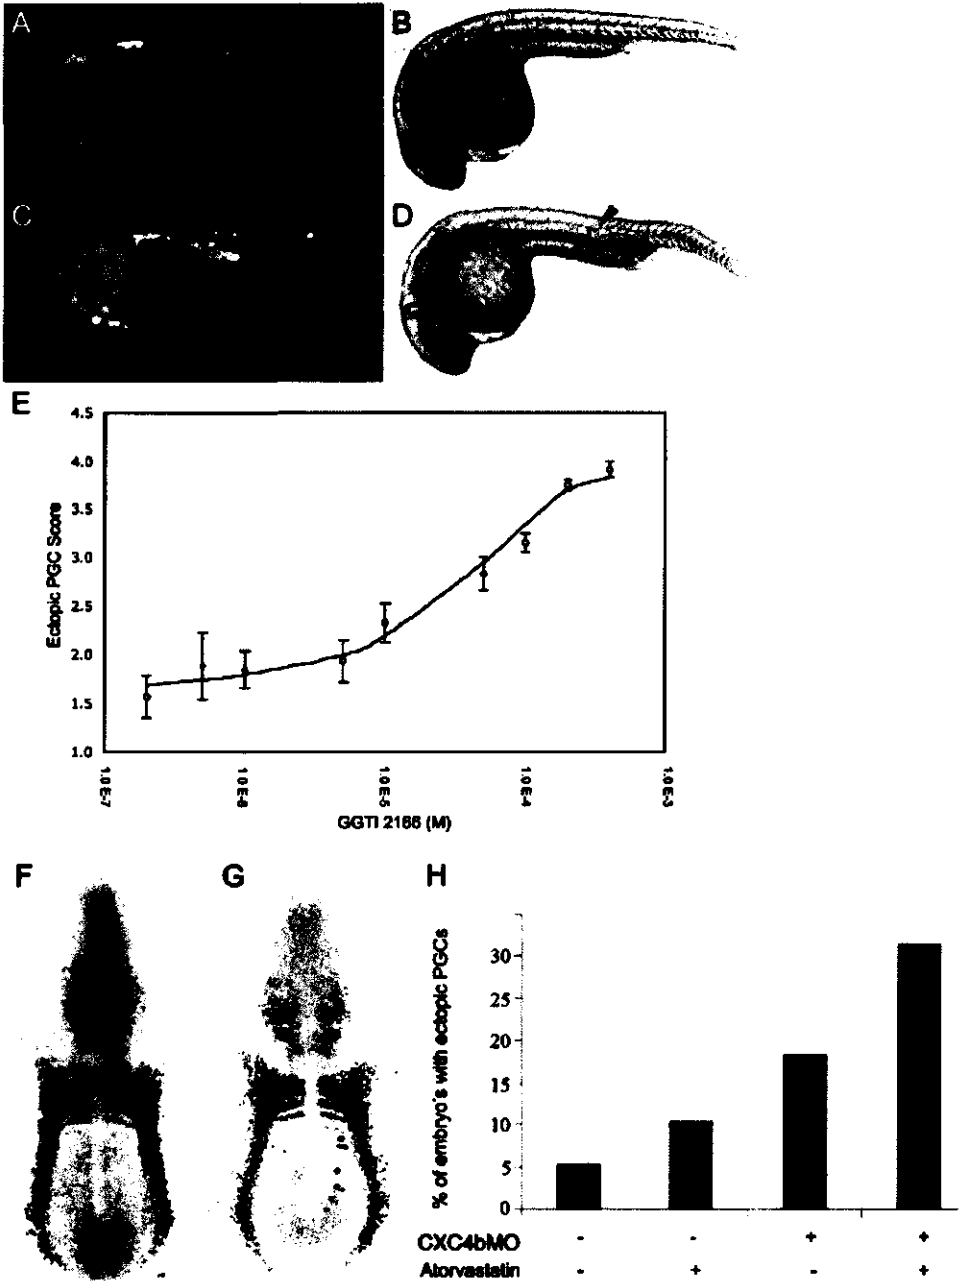 A
B
C
D
E
4.5
4.0
3.5
3.0
2.5
2.0
1.5
1.0
Ectopic PGC Score
1.0E-7
1.0E-6
1.0E-5
1.0E-4
1.0E-3
GGTI 2166 (M)
F
G
H
% of embryo's with ectopic PGCs
30
25
20
15
10
5
0
CXC4bMO - - + +
Atorvastatin - + - +